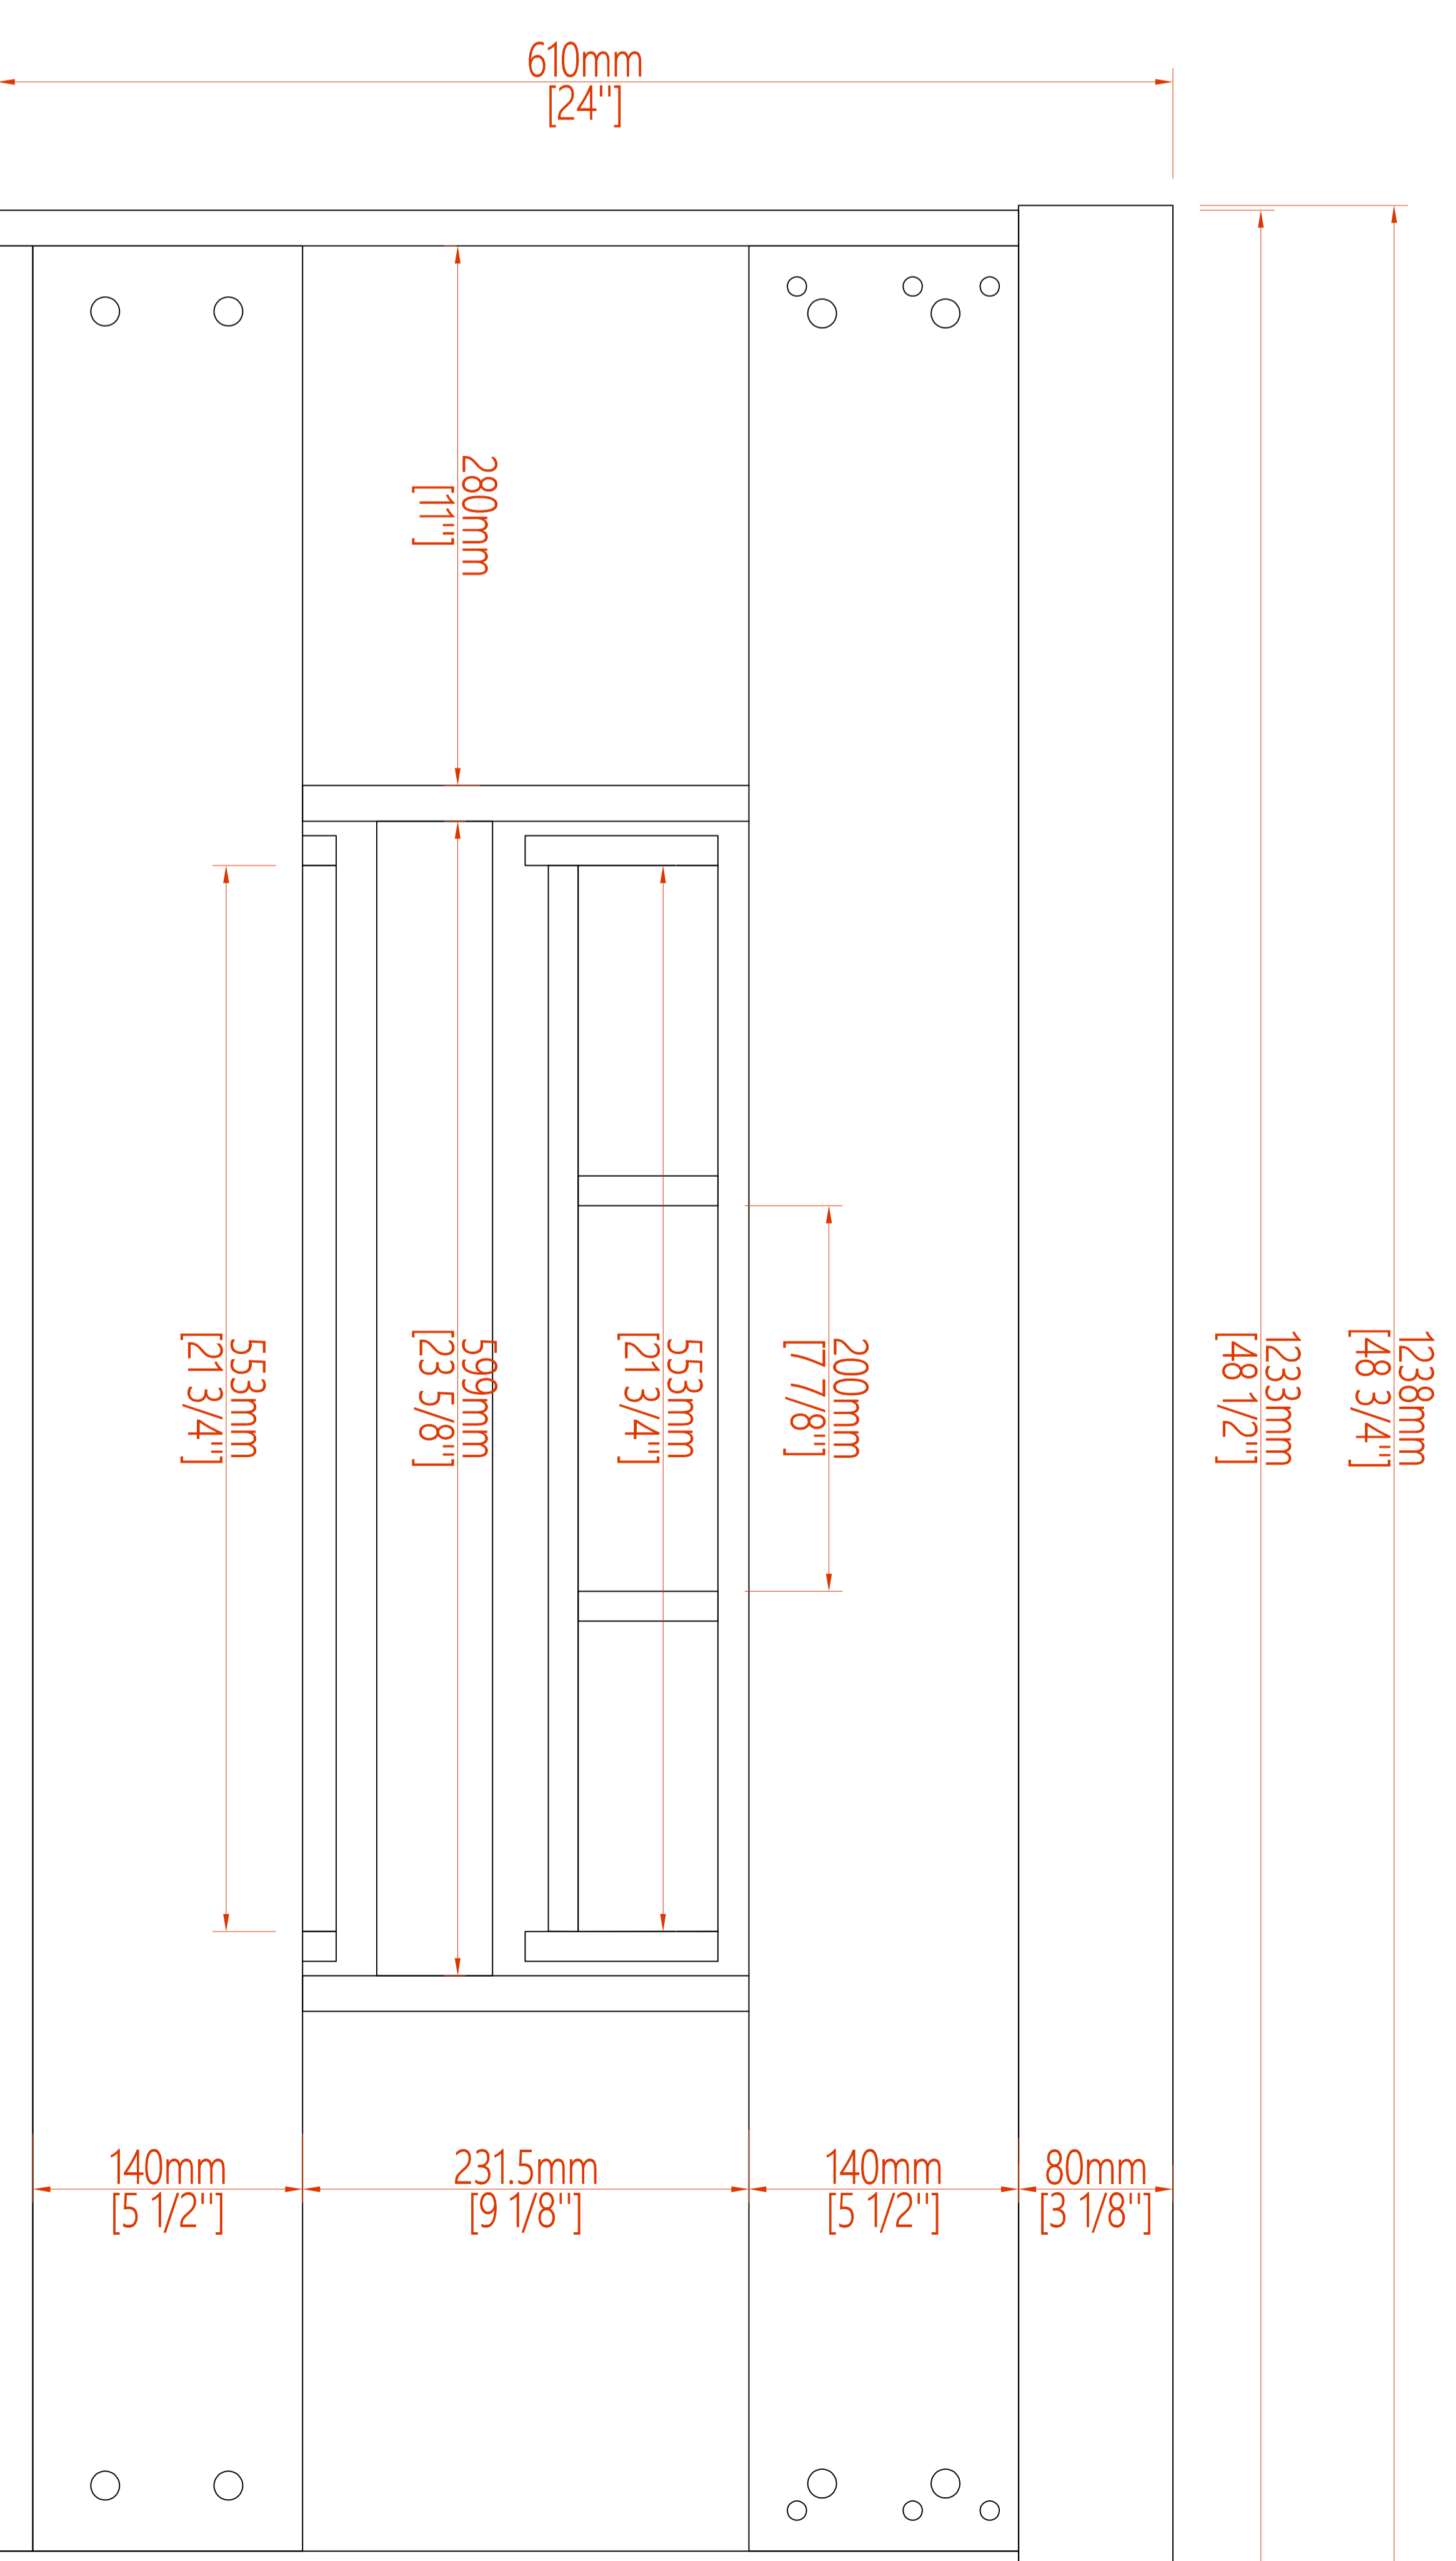 610mm
[24"]
280mm
[11"]
1238mm
[48 3/4"]
1233mm
[48 1/2"]
200mm
[7 7/8"]
553mm
[21 3/4"]
599mm
[23 5/8"]
553mm
[21 3/4"]
140mm
[5 1/2"]
231.5mm
[9 1/8"]
140mm
[5 1/2"]
80mm
[3 1/8"]